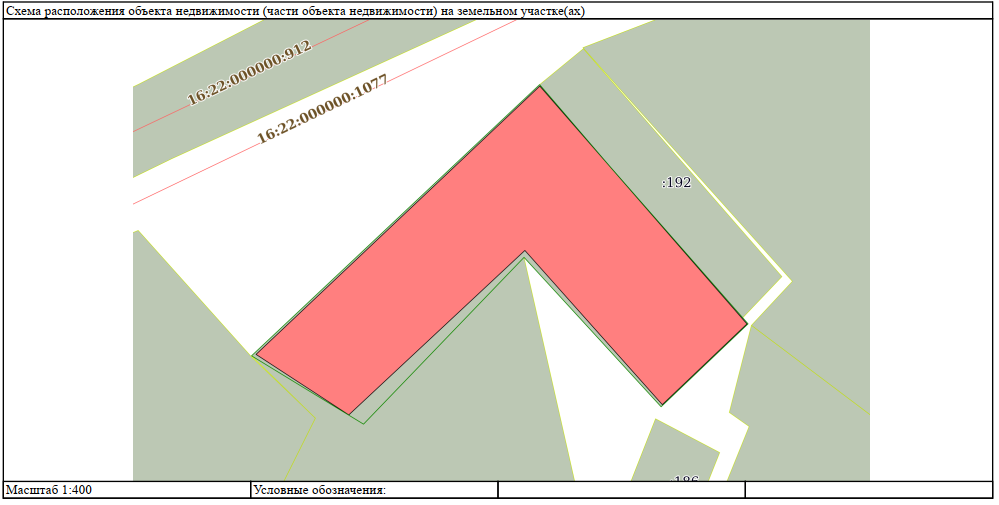 Схема расположения объекта недвижимости (части объекта недвижимости) на земельном участке(ах)
16:22:000000:912
16:22:000000:1077
:192
:186
Масштаб 1:400
Условные обозначения: